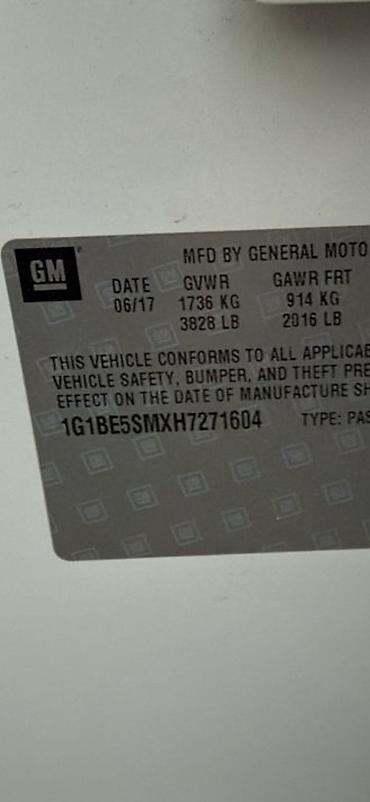 GM
MFD BY GENERAL MOTO
DATE GVWR GAWR FRT
06/17 1736 KG 914 KG
3828 LB 2016 LB
THIS VEHICLE CONFORMS TO ALL APPLICAB
VEHICLE SAFETY, BUMPER, AND THEFT PRE
EFFECT ON THE DATE OF MANUFACTURE SH
1G1BE5SMXH7271604 TYPE: PAS